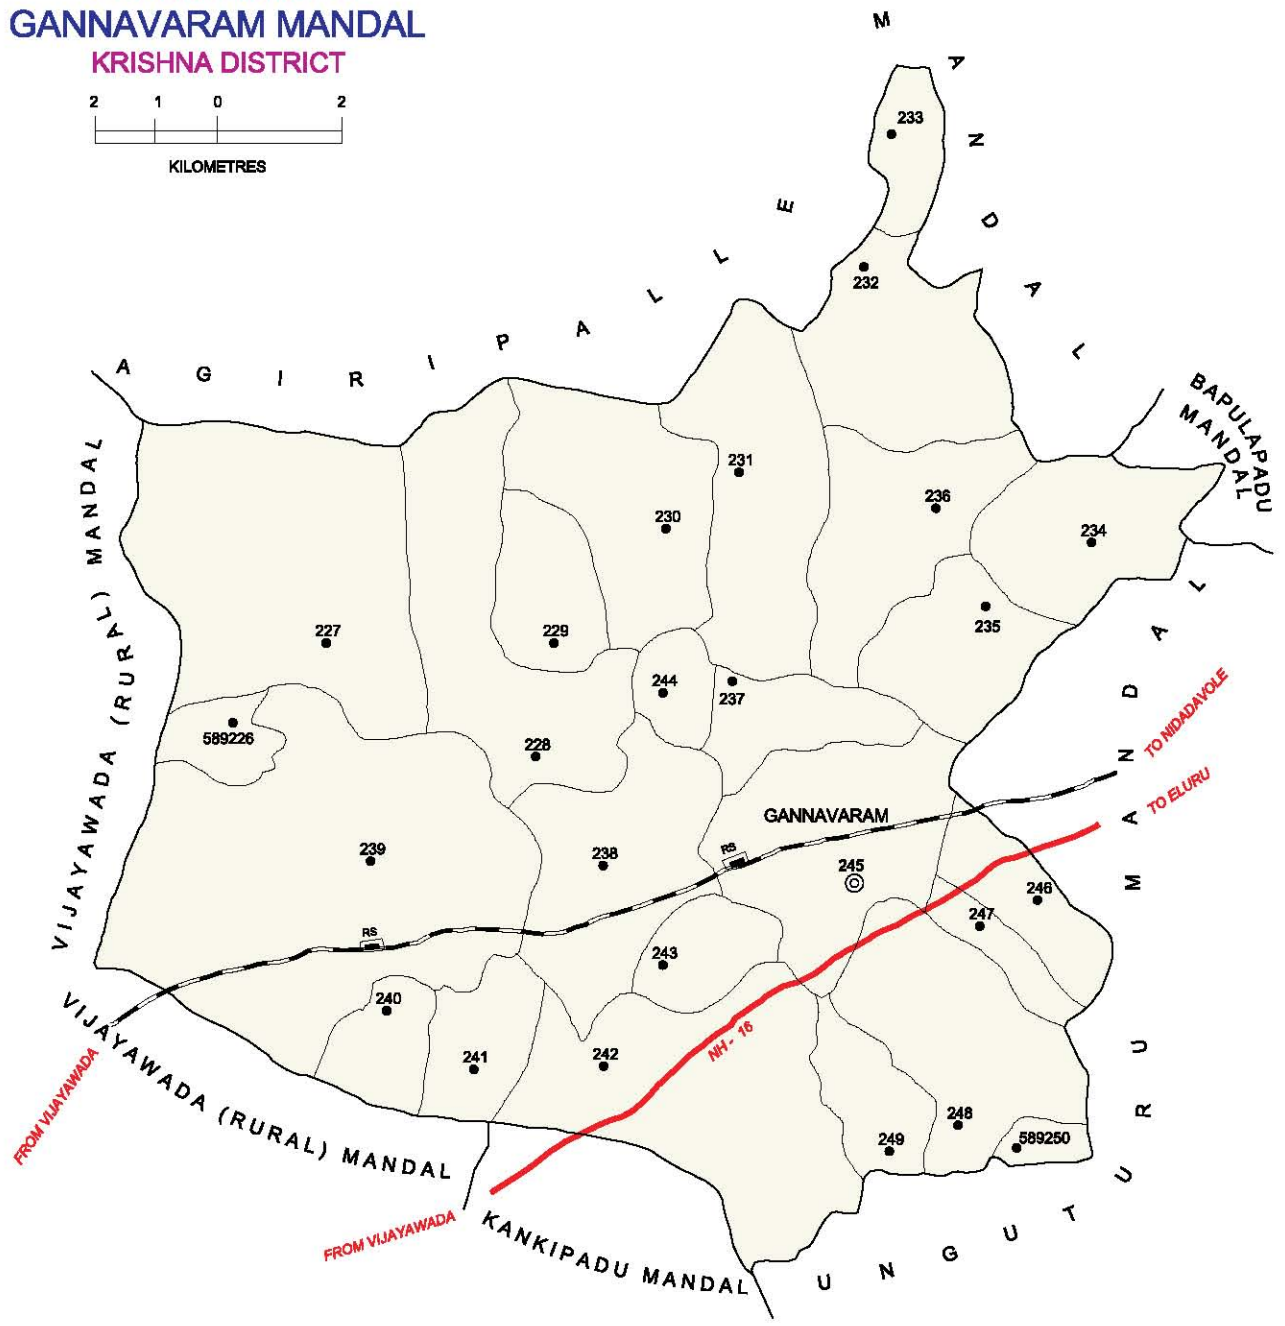 GANNAVARAM MANDAL
KRISHNA DISTRICT
2 1 0 2
KILOMETRES
AGIRIPALLE MANDAL
BAPULAPADU
MANDAL
VIJAYAWADA (RURAL) MANDAL
233
232
231
236
230
234
235
227
229
244
237
589226
228
TO NIDADAVOLE
TO ELURU
GANNAVARAM
RS
239
238
245
246
247
RS
243
240
241
242
NH - 16
248
249
589250
FROM VIJAYAWADA
VIJAYAWADA (RURAL) MANDAL
FROM VIJAYAWADA
KANKIPADU MANDAL
UNGUTURU MANDAL